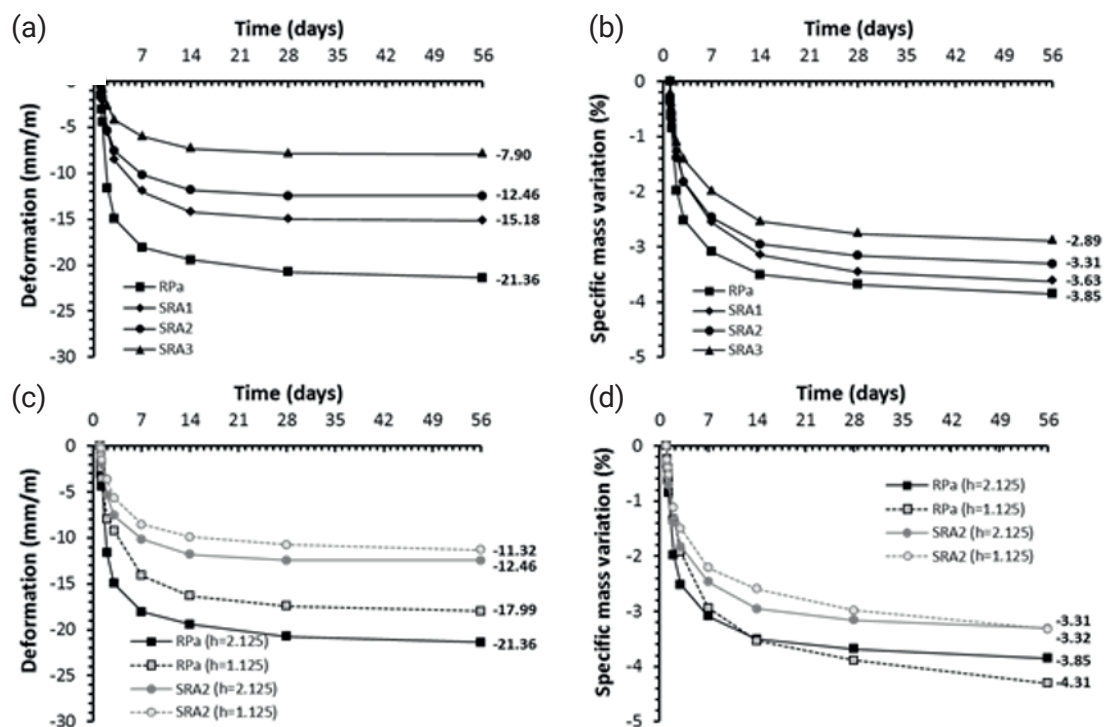 (a)
Time (days)
0 7 14 21 28 35 42 49 56
-5
-10
-15
-20
-25
-30
Deformation (mm/m)
-7.90
-12.46
-15.18
-21.36
RPa
SRA1
SRA2
SRA3
(b)
Time (days)
0 7 14 21 28 35 42 49 56
0
-1
-2
-3
-4
-5
Specific mass variation (%)
-2.89
-3.31
-3.63
-3.85
RPa
SRA1
SRA2
SRA3
(c)
Time (days)
0 7 14 21 28 35 42 49 56
0
-5
-10
-15
-20
-25
-30
Deformation (mm/m)
-11.32
-12.46
-17.99
-21.36
RPa (h=2.125)
RPa (h=1.125)
SRA2 (h=2.125)
SRA2 (h=1.125)
(d)
Time (days)
0 7 14 21 28 35 42 49 56
0
-1
-2
-3
-4
-5
Specific mass variation (%)
RPa (h=2.125)
RPa (h=1.125)
SRA2 (h=2.125)
SRA2 (h=1.125)
-3.31
-3.32
-3.85
-4.31